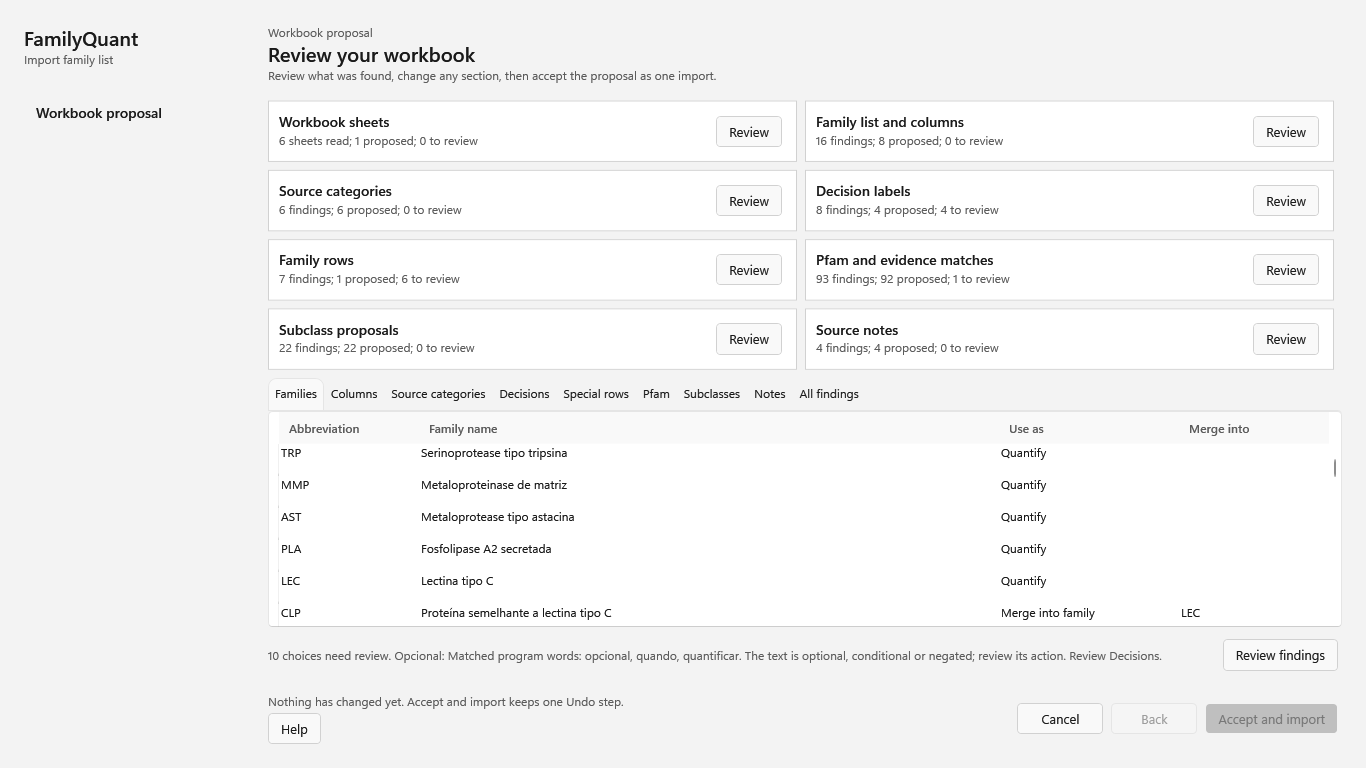 FamilyQuant
Import family list
Workbook proposal
Workbook proposal
Review your workbook
Review what was found, change any section, then accept the proposal as one import.
Workbook sheets
6 sheets read; 1 proposed; 0 to review
Review
Family list and columns
16 findings; 8 proposed; 0 to review
Review
Source categories
6 findings; 6 proposed; 0 to review
Review
Decision labels
8 findings; 4 proposed; 4 to review
Review
Family rows
7 findings; 1 proposed; 6 to review
Review
Pfam and evidence matches
93 findings; 92 proposed; 1 to review
Review
Subclass proposals
22 findings; 22 proposed; 0 to review
Review
Source notes
4 findings; 4 proposed; 0 to review
Review
Families Columns Source categories Decisions Special rows Pfam Subclasses Notes All findings
Abbreviation Family name Use as Merge into
TRP Serinoprotease tipo tripsina Quantify
MMP Metaloproteinase de matriz Quantify
AST Metaloprotease tipo astacina Quantify
PLA Fosfolipase A2 secretada Quantify
LEC Lectina tipo C Quantify
CLP Proteína semelhante a lectina tipo C Merge into family LEC
10 choices need review. Opcional: Matched program words: opcional, quando, quantificar. The text is optional, conditional or negated; review its action. Review Decisions.
Review findings
Nothing has changed yet. Accept and import keeps one Undo step.
Help
Cancel Back Accept and import